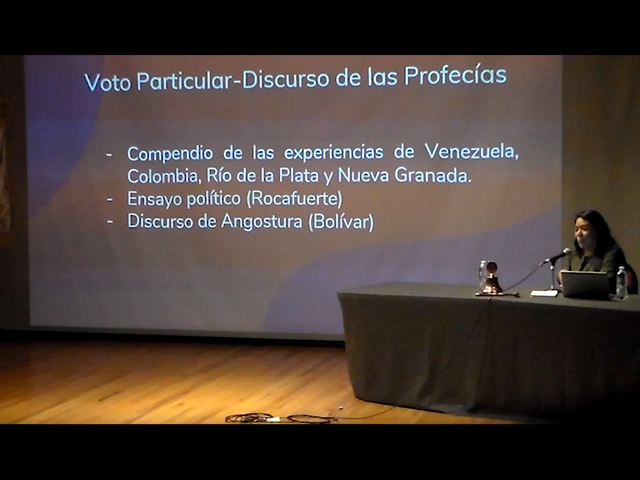 Voto Particular-Discurso de las Profecías
- Compendio de las experiencias de Venezuela,
Colombia, Río de la Plata y Nueva Granada.
- Ensayo político (Rocafuerte)
- Discurso de Angostura (Bolívar)